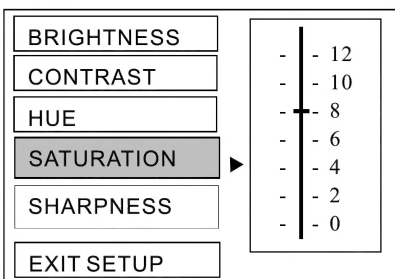 BRIGHTNESS
CONTRAST
HUE
SATURATION
SHARPNESS
EXIT SETUP
- - 12
- - 10
- - 8
- - 6
- - 4
- - 2
- - 0